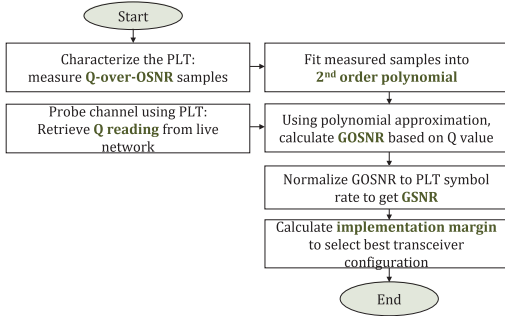 Start
Characterize the PLT:
measure Q-over-OSNR samples
Fit measured samples into
2nd order polynomial
Probe channel using PLT:
Retrieve Q reading from live
network
Using polynomial approximation,
calculate GOSNR based on Q value
Normalize GOSNR to PLT symbol
rate to get GSNR
Calculate implementation margin
to select best transceiver
configuration
End